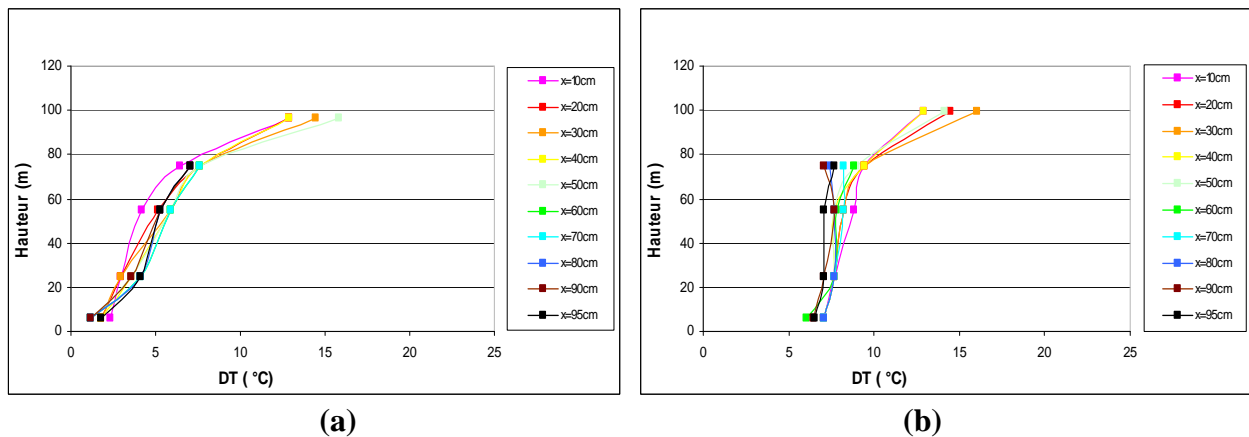 120
100
80
60
40
20
0
Hauteur (m)
0 5 10 15 20 25
DT ( °C)
x=10cm
x=20cm
x=30cm
x=40cm
x=50cm
x=60cm
x=70cm
x=80cm
x=90cm
x=95cm
(a)
120
100
80
60
40
20
0
Hauteur (m)
0 5 10 15 20 25
DT ( °C)
x=10cm
x=20cm
x=30cm
x=40cm
x=50cm
x=60cm
x=70cm
x=80cm
x=90cm
x=95cm
(b)